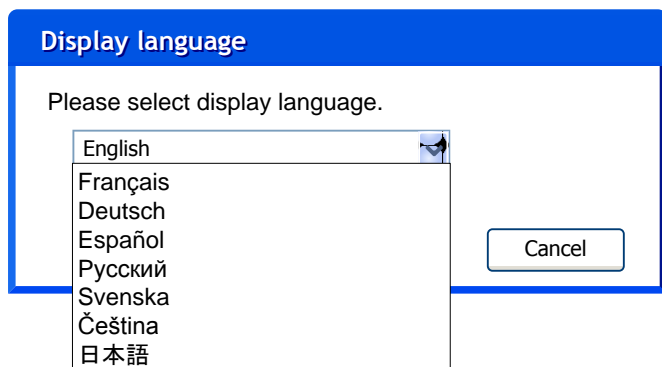 Display language
Please select display language.
English
Français
Deutsch
Español
Русский
Svenska
Čeština
日本語
Cancel